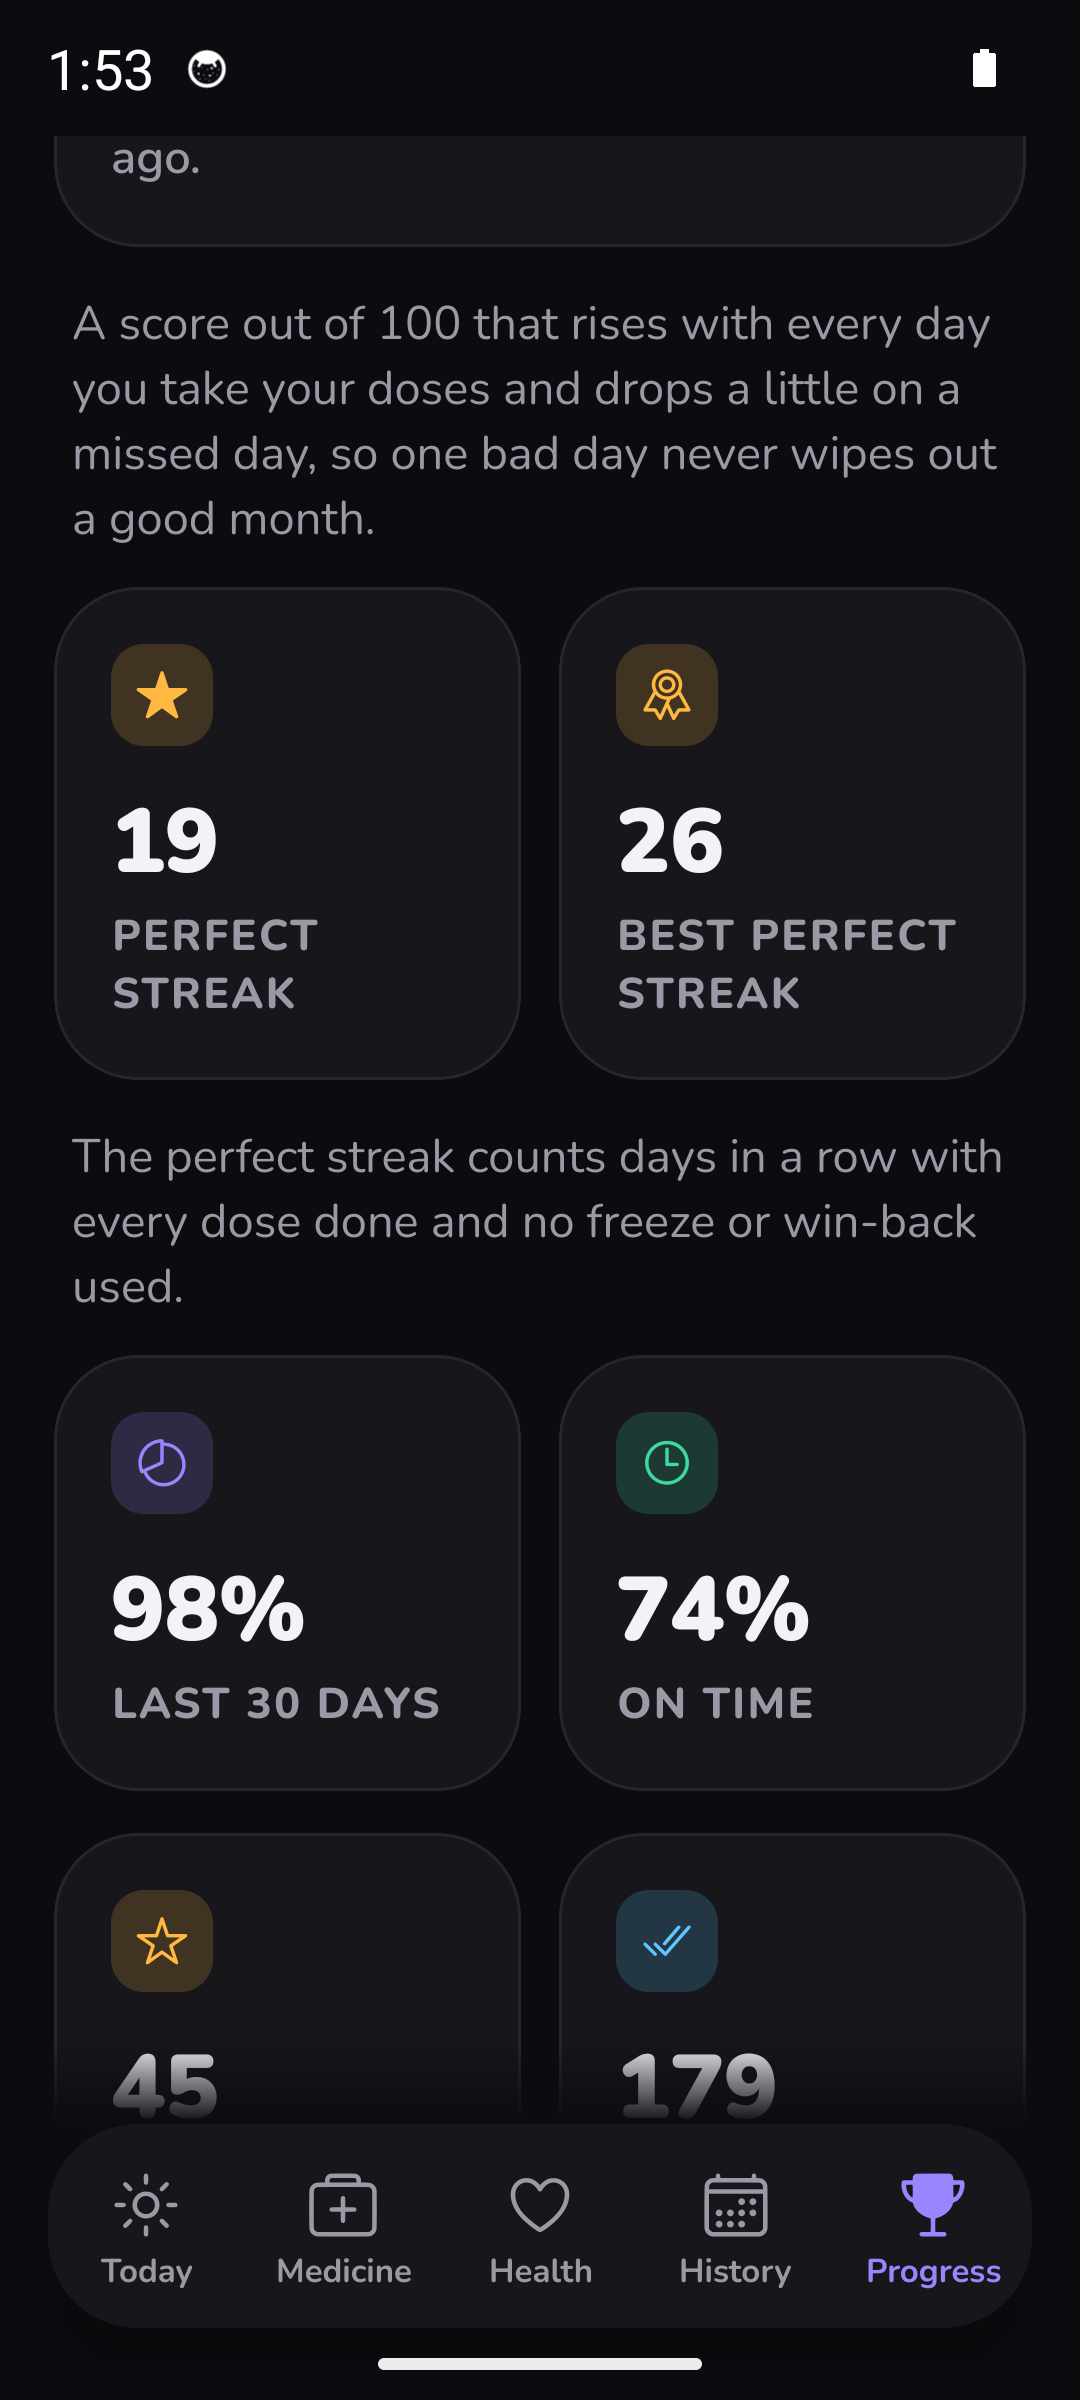 1:53
ago.
A score out of 100 that rises with every day
you take your doses and drops a little on a
missed day, so one bad day never wipes out
a good month.
19
PERFECT
STREAK
26
BEST PERFECT
STREAK
The perfect streak counts days in a row with
every dose done and no freeze or win-back
used.
98%
LAST 30 DAYS
74%
ON TIME
45
179
Today
Medicine
Health
History
Progress